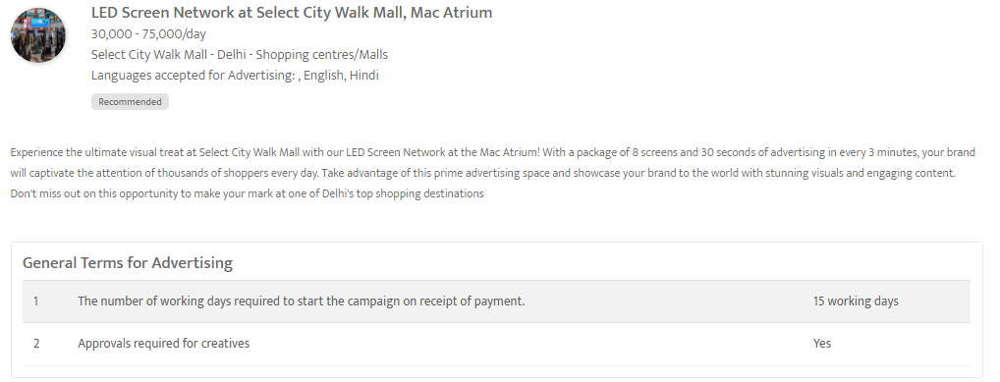 LED Screen Network at Select City Walk Mall, Mac Atrium
30,000 - 75,000/day
Select City Walk Mall - Delhi - Shopping centres/Malls
Languages accepted for Advertising: , English, Hindi
Recommended
Experience the ultimate visual treat at Select City Walk Mall with our LED Screen Network at the Mac Atrium! With a package of 8 screens and 30 seconds of advertising in every 3 minutes, your brand
will captivate the attention of thousands of shoppers every day. Take advantage of this prime advertising space and showcase your brand to the world with stunning visuals and engaging content.
Don't miss out on this opportunity to make your mark at one of Delhi's top shopping destinations
General Terms for Advertising
1 The number of working days required to start the campaign on receipt of payment. 15 working days
2 Approvals required for creatives Yes